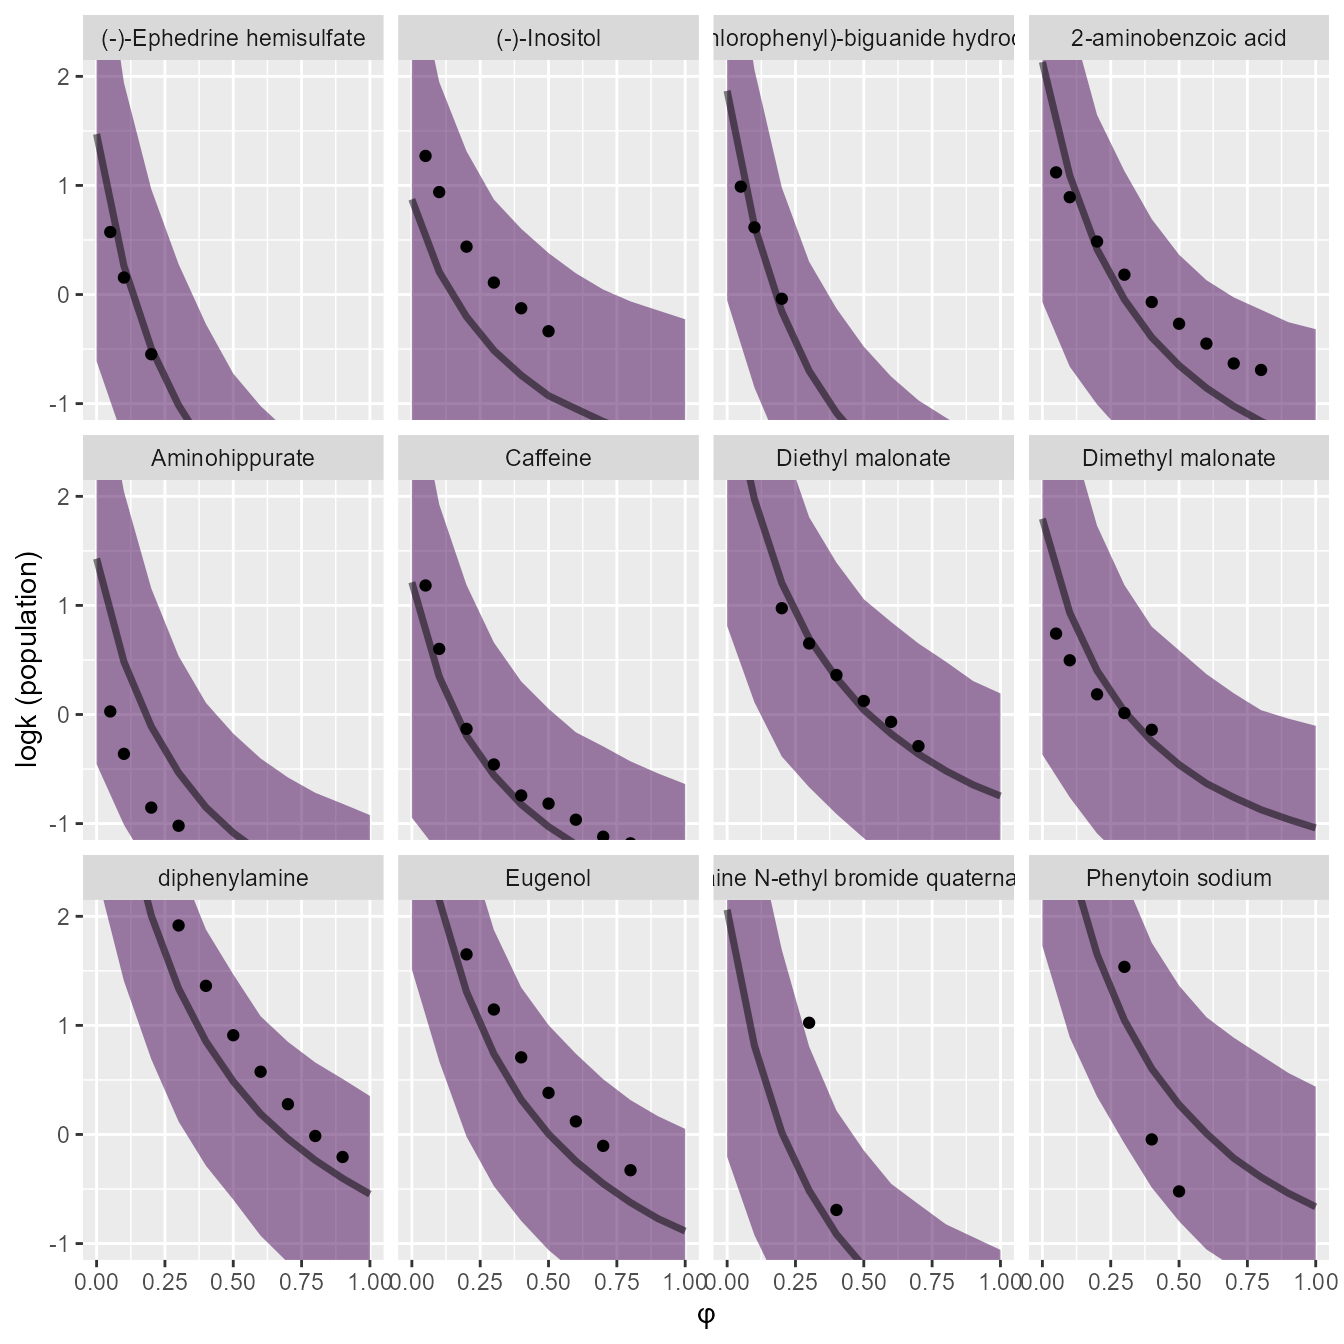 (-)-Ephedrine hemisulfate
(-)-Inositol
hlorophenyl)-biguanide hydroc
2-aminobenzoic acid
2
1
0
-1
Aminohippurate
Caffeine
Diethyl malonate
Dimethyl malonate
2
1
0
-1
logk (population)
diphenylamine
Eugenol
ine N-ethyl bromide quaterna
Phenytoin sodium
2
1
0
-1
0.00 0.25 0.50 0.75 1.00
0.00 0.25 0.50 0.75 1.00
0.00 0.25 0.50 0.75 1.00
0.00 0.25 0.50 0.75 1.00
φ